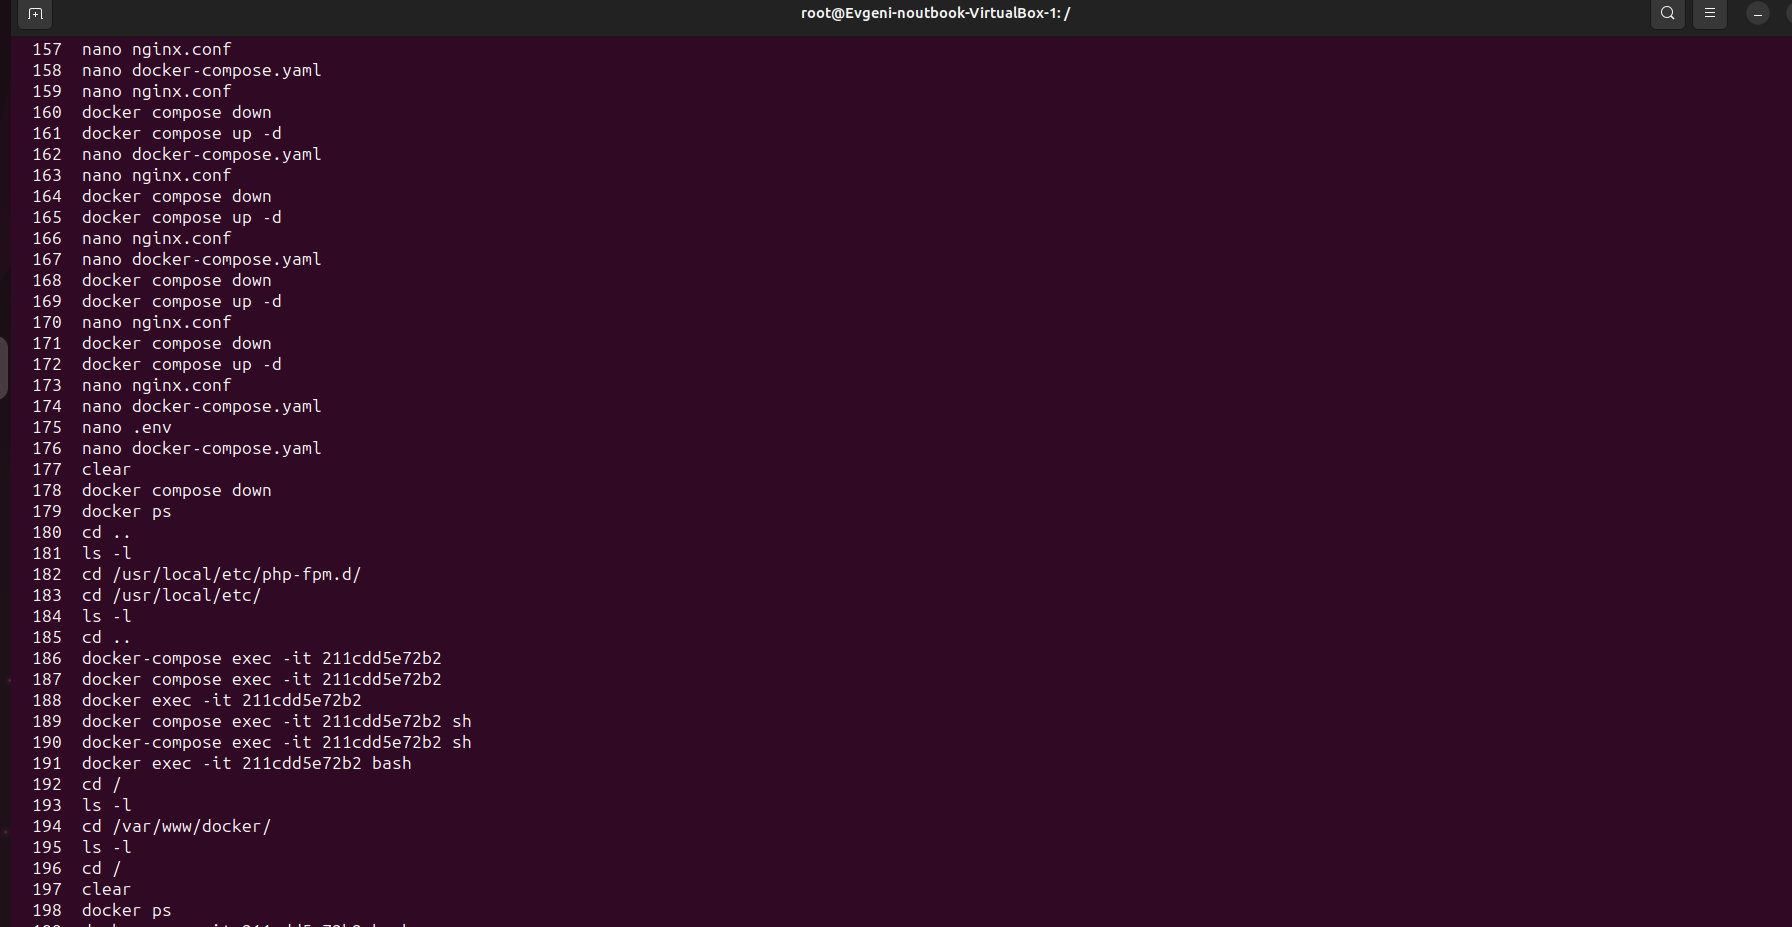 root@Evgeni-noutbook-VirtualBox-1: /
157 nano nginx.conf
158 nano docker-compose.yaml
159 nano nginx.conf
160 docker compose down
161 docker compose up -d
162 nano docker-compose.yaml
163 nano nginx.conf
164 docker compose down
165 docker compose up -d
166 nano nginx.conf
167 nano docker-compose.yaml
168 docker compose down
169 docker compose up -d
170 nano nginx.conf
171 docker compose down
172 docker compose up -d
173 nano nginx.conf
174 nano docker-compose.yaml
175 nano .env
176 nano docker-compose.yaml
177 clear
178 docker compose down
179 docker ps
180 cd ..
181 ls -l
182 cd /usr/local/etc/php-fpm.d/
183 cd /usr/local/etc/
184 ls -l
185 cd ..
186 docker-compose exec -it 211cdd5e72b2
187 docker compose exec -it 211cdd5e72b2
188 docker exec -it 211cdd5e72b2
189 docker compose exec -it 211cdd5e72b2 sh
190 docker-compose exec -it 211cdd5e72b2 sh
191 docker exec -it 211cdd5e72b2 bash
192 cd /
193 ls -l
194 cd /var/www/docker/
195 ls -l
196 cd /
197 clear
198 docker ps